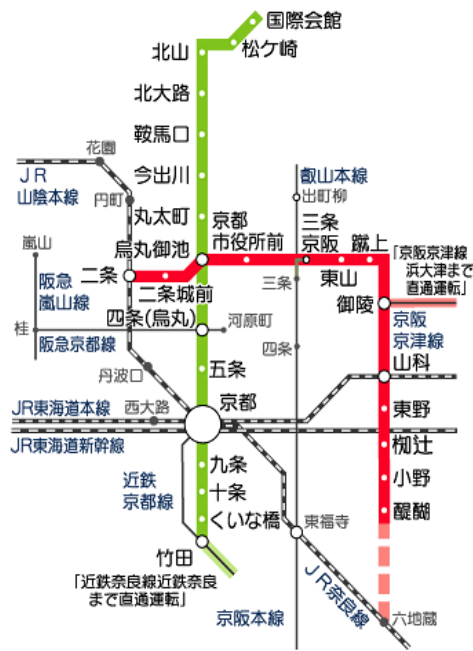 国際会館
松ケ崎
北山
北大路
鞍馬口
今出川
丸太町
烏丸御池
京都
市役所前
三条
京阪
蹴上
東山
「京阪京津線
浜大津まで
直通運転」
御陵
京阪
京津線
山科
東野
椥辻
小野
醍醐
六地蔵
花園
JR
山陰本線
円町
叡山本線
出町柳
嵐山
阪急
嵐山線
二条
二条城前
三条
四条(烏丸)
河原町
桂
阪急京都線
四条
丹波口
五条
京都
JR東海道本線
西大路
JR東海道新幹線
近鉄
京都線
九条
十条
くいな橋
東福寺
竹田
「近鉄奈良線近鉄奈良
まで直通運転」
京阪本線
JR奈良線